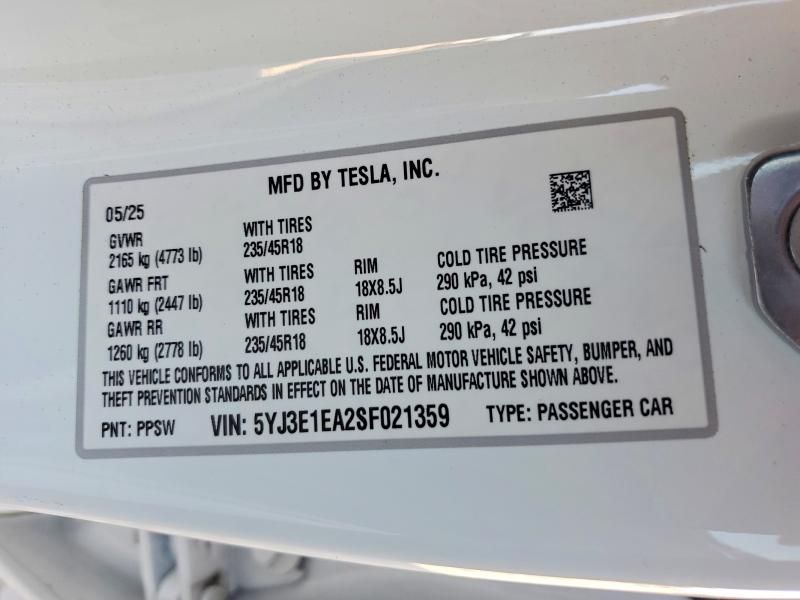 MFD BY TESLA, INC.
05/25
GVWR WITH TIRES
2165 kg (4773 lb) 235/45R18
GAWR FRT WITH TIRES RIM COLD TIRE PRESSURE
1110 kg (2447 lb) 235/45R18 18X8.5J 290 kPa, 42 psi
GAWR RR WITH TIRES RIM COLD TIRE PRESSURE
1260 kg (2778 lb) 235/45R18 18X8.5J 290 kPa, 42 psi
THIS VEHICLE CONFORMS TO ALL APPLICABLE U.S. FEDERAL MOTOR VEHICLE SAFETY, BUMPER, AND
THEFT PREVENTION STANDARDS IN EFFECT ON THE DATE OF MANUFACTURE SHOWN ABOVE.
PNT: PPSW VIN: 5YJ3E1EA2SF021359 TYPE: PASSENGER CAR